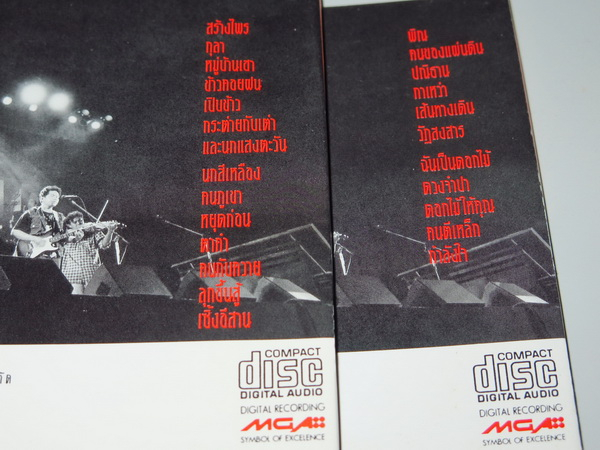 สร้างไพร
ตุลา
หมู่บ้านเขา
ข้าวคอยฝน
เปิบข้าว
กระต่ายกับเต่า
และนกแสงตะวัน
นกสีเหลือง
คนภูเขา
หยุดก่อน
ตาคำ
คนกับควาย
ลุกขึ้นสู้
เซิ้งอีสาน
COMPACT
disc
DIGITAL AUDIO
DIGITAL RECORDING
MGA
SYMBOL OF EXCELENCE
พิณ
คนของแผ่นดิน
ปณิธาน
กาเหว่า
เส้นทางเดิน
วัฏสงสาร
ฉันเป็นดอกไม้
ดวงจำปา
ดอกไม้ให้คุณ
คนตีเหล็ก
กำลังใจ
COMPACT
disc
DIGITAL AUDIO
DIGITAL RECORDING
MGA
SYMBOL OF EXCELENCE